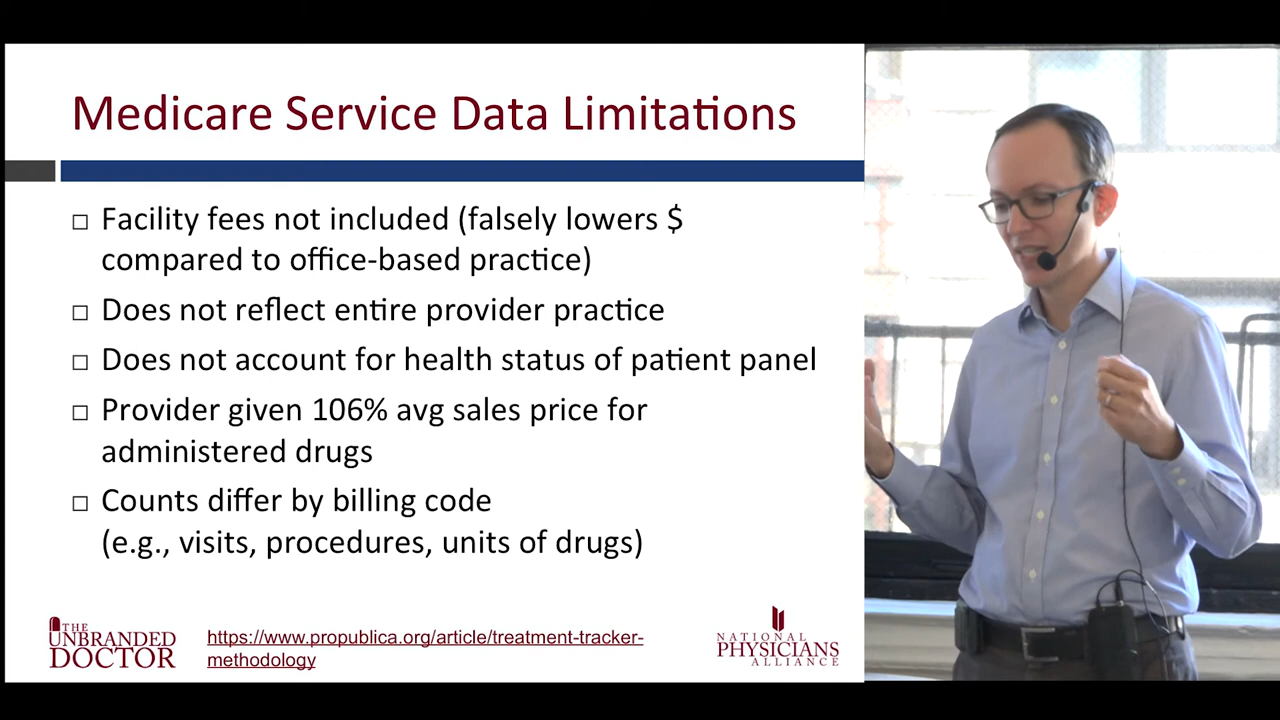 Medicare Service Data Limitations
□ Facility fees not included (falsely lowers $
compared to office-based practice)
□ Does not reflect entire provider practice
□ Does not account for health status of patient panel
□ Provider given 106% avg sales price for
administered drugs
□ Counts differ by billing code
(e.g., visits, procedures, units of drugs)
THE
UNBRANDED
DOCTOR
https://www.propublica.org/article/treatment-tracker-
methodology
NATIONAL
PHYSICIANS
ALLIANCE